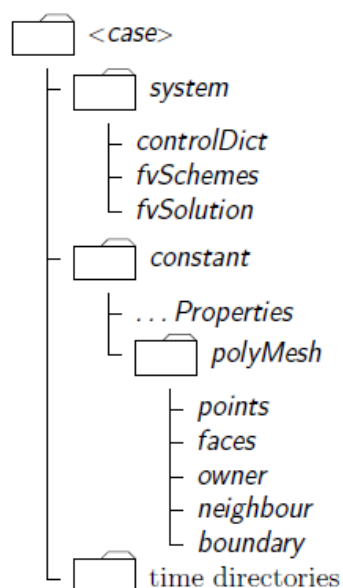 <case>
system
controlDict
fvSchemes
fvSolution
constant
... Properties
polyMesh
points
faces
owner
neighbour
boundary
time directories